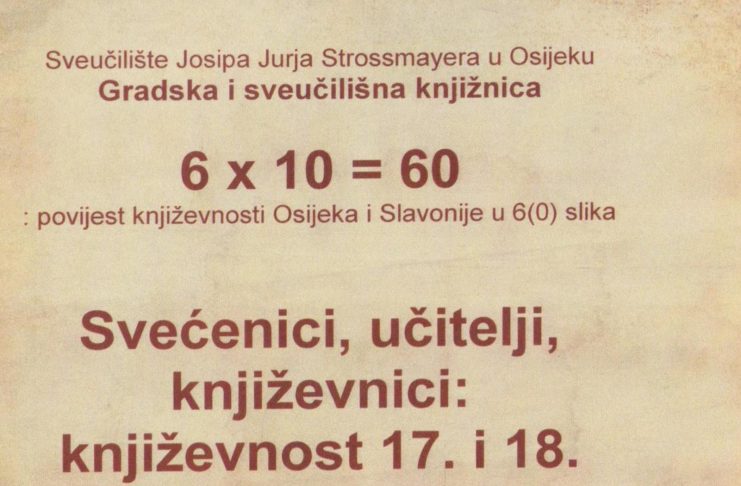 Sveučilište Josipa Jurja Strossmayera u Osijeku
Gradska i sveučilišna knjižnica
6 x 10 = 60
: povijest književnosti Osijeka i Slavonije u 6(0) slika
Svećenici, učitelji,
književnici:
književnost 17. i 18.